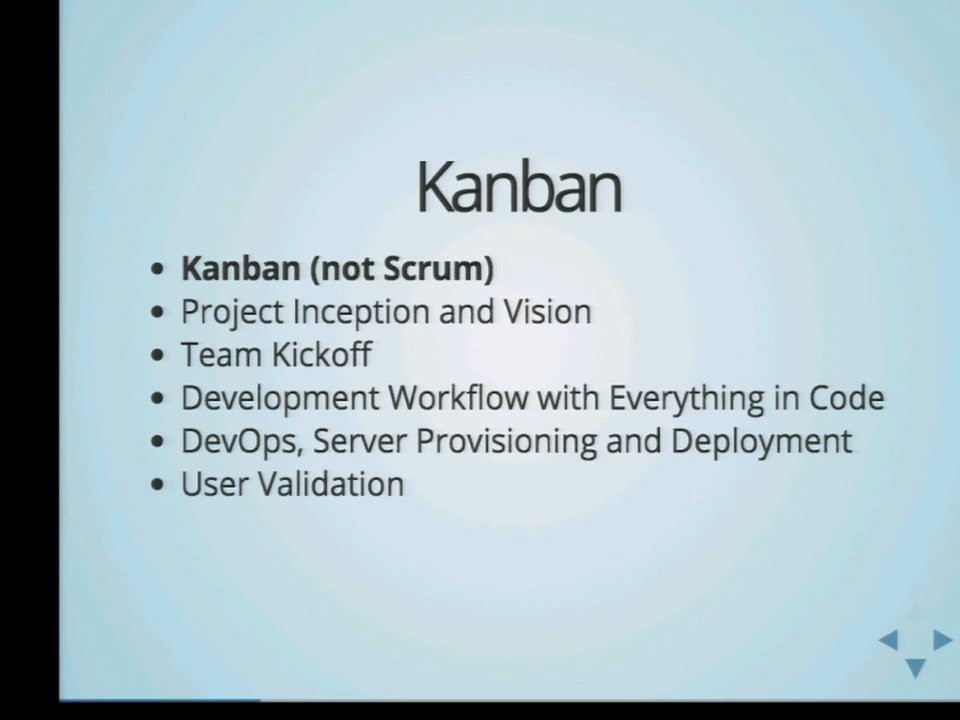 Kanban
Kanban (not Scrum)
Project Inception and Vision
Team Kickoff
Development Workflow with Everything in Code
DevOps, Server Provisioning and Deployment
User Validation